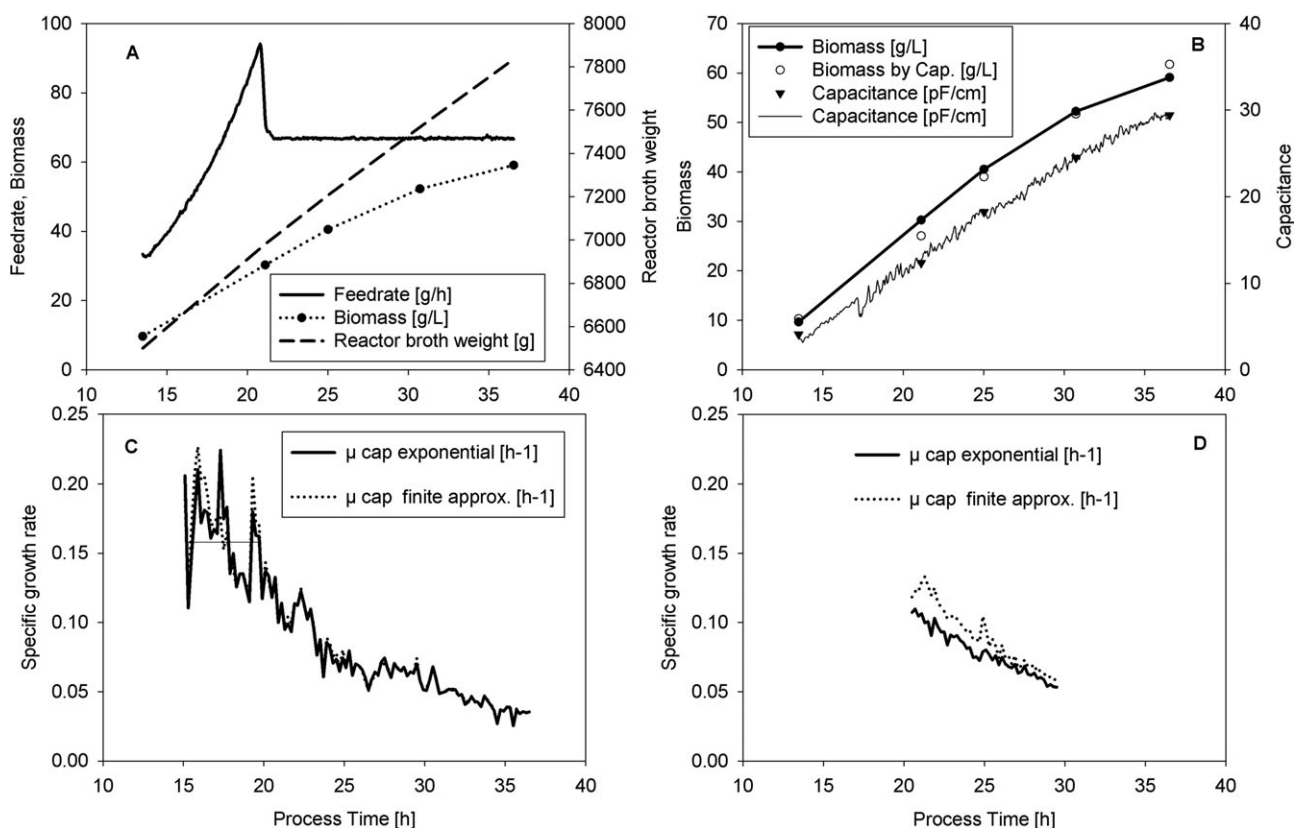 A
Feedrate, Biomass
100
80
60
40
20
0
8000
7800
7600
7400
7200
7000
6800
6600
6400
Reactor broth weight
Feedrate [g/h]
Biomass [g/L]
Reactor broth weight [g]
10 15 20 25 30 35 40
B
Biomass
70
60
50
40
30
20
10
0
40
30
20
10
0
Capacitance
Biomass [g/L]
Biomass by Cap. [g/L]
Capacitance [pF/cm]
Capacitance [pF/cm]
10 15 20 25 30 35 40
C
Specific growth rate
0.25
0.20
0.15
0.10
0.05
0.00
µ cap exponential [h-1]
µ cap finite approx. [h-1]
10 15 20 25 30 35 40
Process Time [h]
D
Specific growth rate
0.25
0.20
0.15
0.10
0.05
0.00
µ cap exponential [h-1]
µ cap finite approx. [h-1]
10 15 20 25 30 35 40
Process Time [h]